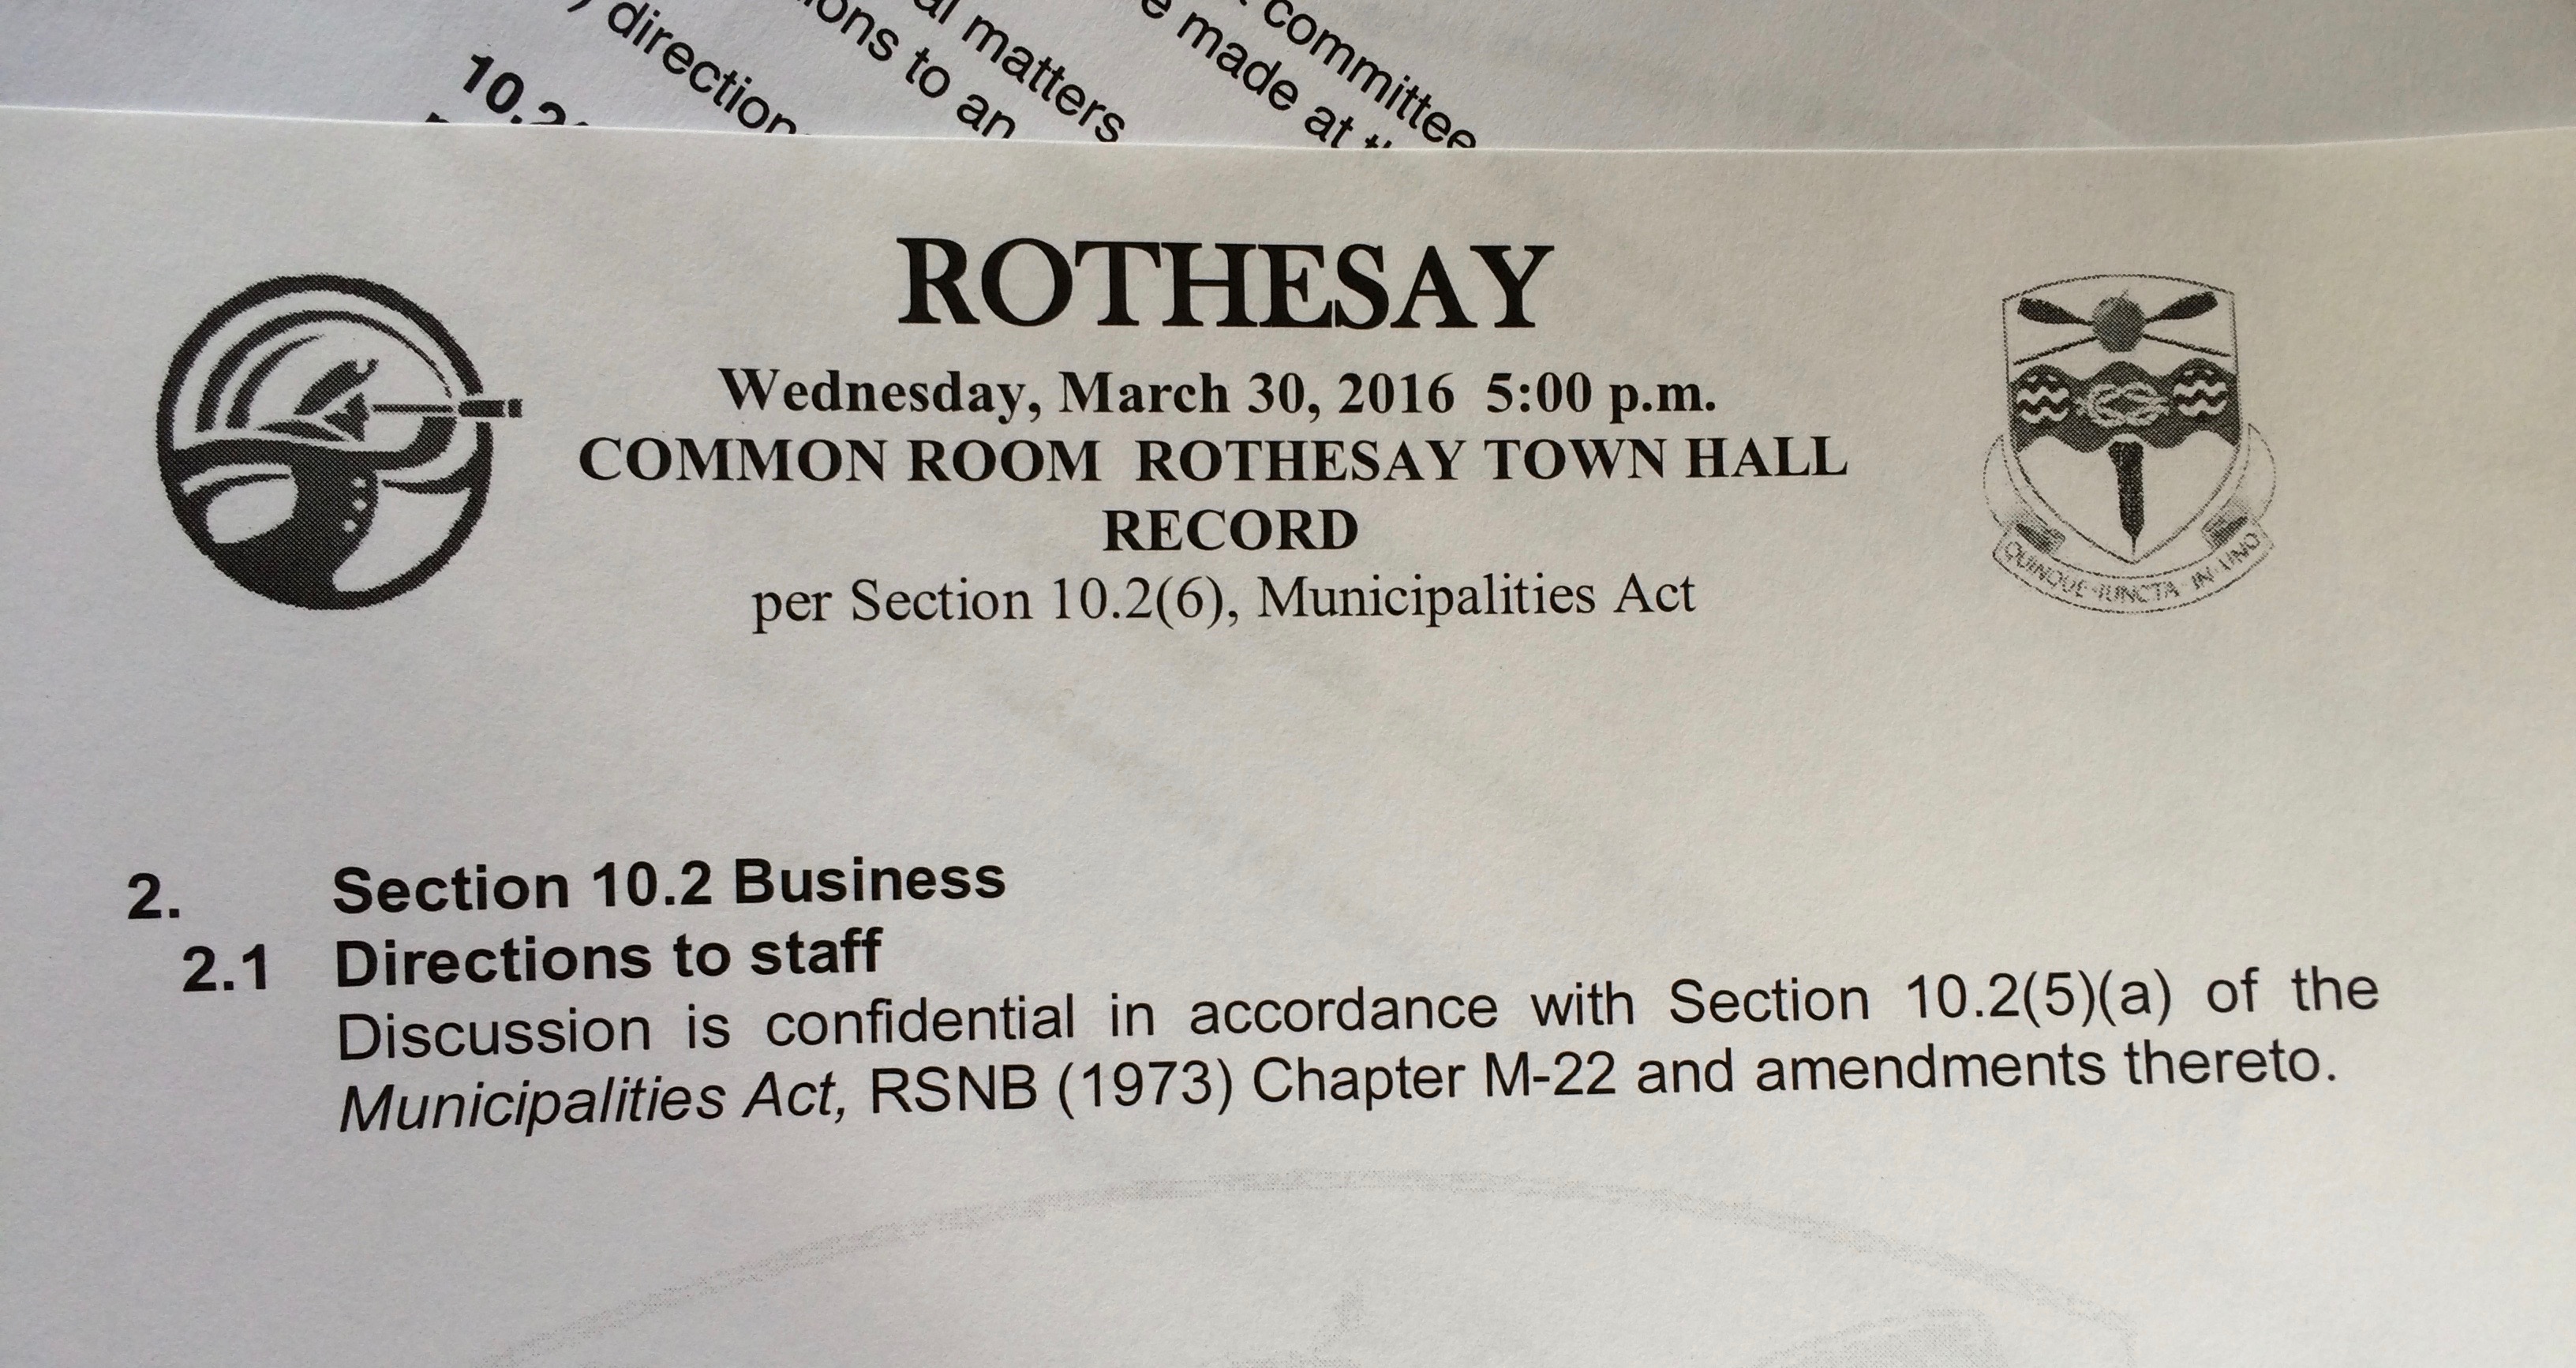 committee
made at
al matters
ons to an
direction
10.2
ROTHESAY
Wednesday, March 30, 2016 5:00 p.m.
COMMON ROOM ROTHESAY TOWN HALL
RECORD
per Section 10.2(6), Municipalities Act
QUINQUE·IUNCTA·IN·UNO
2. Section 10.2 Business
2.1 Directions to staff
Discussion is confidential in accordance with Section 10.2(5)(a) of the
Municipalities Act, RSNB (1973) Chapter M-22 and amendments thereto.